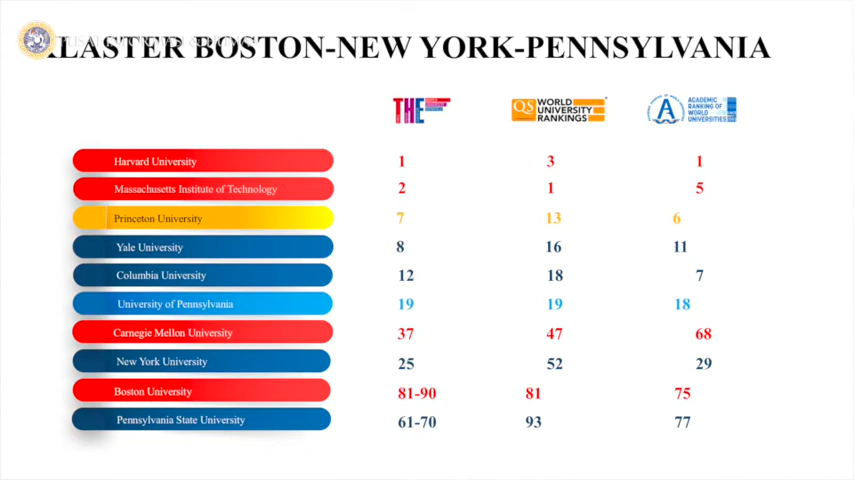 KLASTER BOSTON-NEW YORK-PENNSYLVANIA
THE
QS WORLD UNIVERSITY RANKINGS
ACADEMIC RANKING OF WORLD UNIVERSITIES
Harvard University 1 3 1
Massachusetts Institute of Technology 2 1 5
Princeton University 7 13 6
Yale University 8 16 11
Columbia University 12 18 7
University of Pennsylvania 19 19 18
Carnegie Mellon University 37 47 68
New York University 25 52 29
Boston University 81-90 81 75
Pennsylvania State University 61-70 93 77